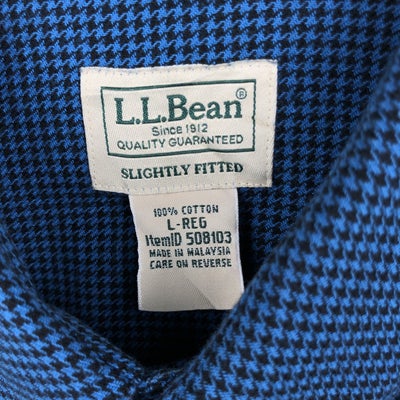 L.L.Bean®
Since 1912
QUALITY GUARANTEED
SLIGHTLY FITTED
100% COTTON
L-REG
ItemID 508103
MADE IN MALAYSIA
CARE ON REVERSE